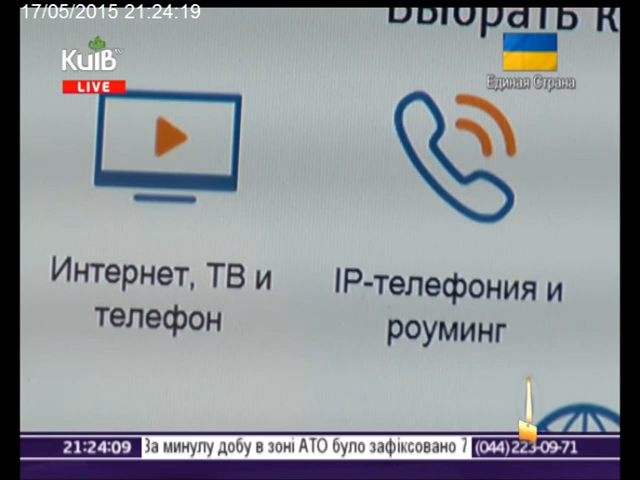 17/05/2015 21:24:19
Выбрать к
КиїВ
LIVE
Единая Страна
Интернет, ТВ и
телефон
IP-телефония и
роуминг
21:24:09 За минулу добу в зоні АТО було зафіксовано 7 (044)223-09-71